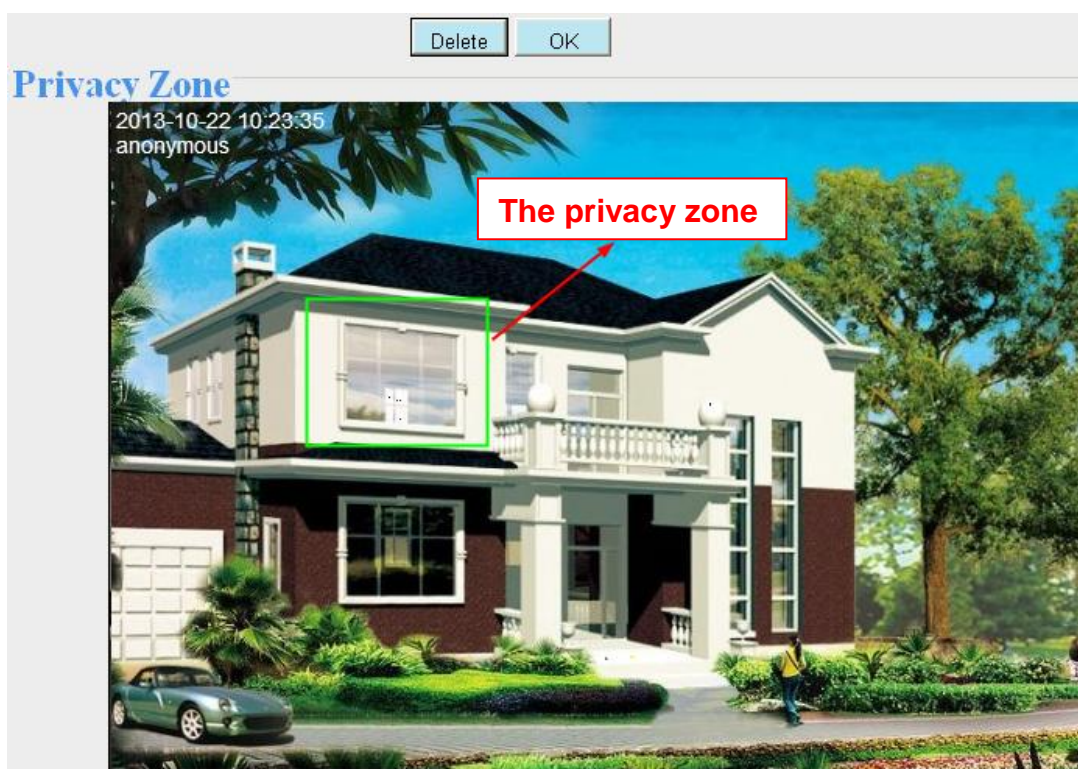 Delete OK
Privacy Zone
2013-10-22 10:23:35
anonymous
The privacy zone